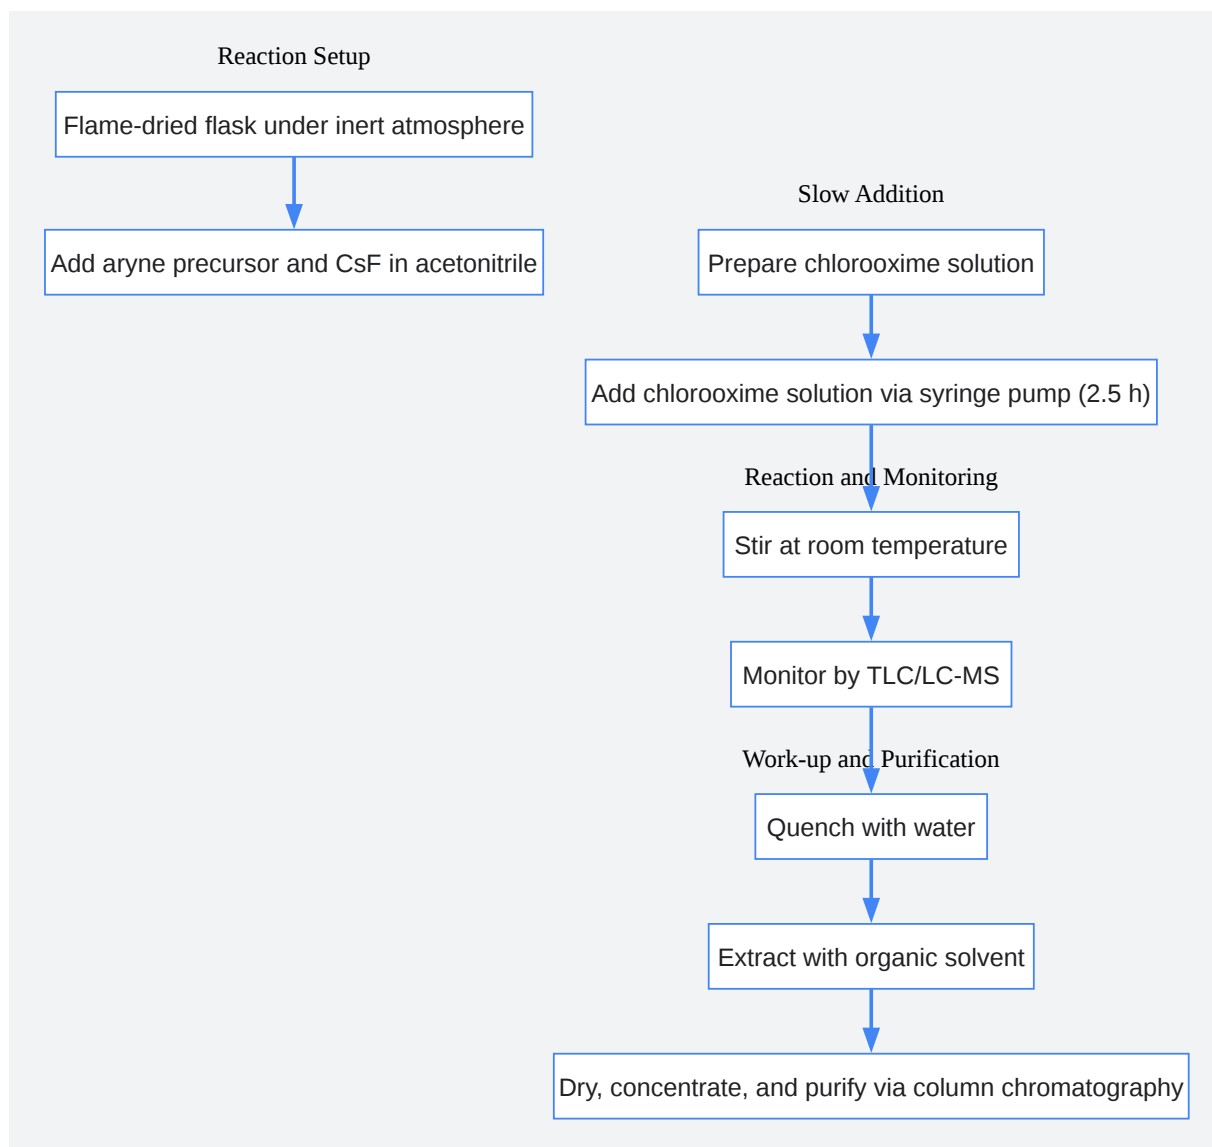 Reaction Setup
Flame-dried flask under inert atmosphere
Add aryne precursor and CsF in acetonitrile
Slow Addition
Prepare chlorooxime solution
Add chlorooxime solution via syringe pump (2.5 h)
Reaction and Monitoring
Stir at room temperature
Monitor by TLC/LC-MS
Work-up and Purification
Quench with water
Extract with organic solvent
Dry, concentrate, and purify via column chromatography